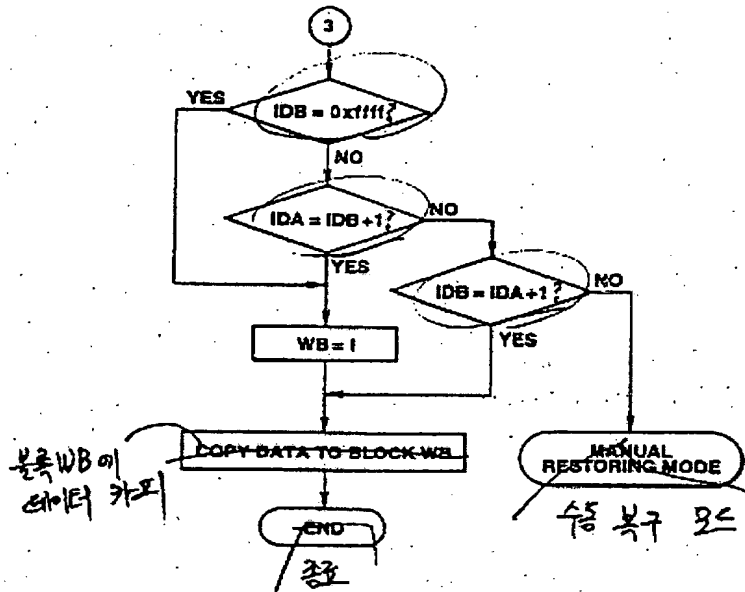 3
IDB = 0xffff?
YES
NO
IDA = IDB+1?
NO
YES
IDB = IDA+1?
NO
YES
WB = 1
COPY DATA TO BLOCK WB
블록 WB에
데이터 카피
MANUAL
RESTORING MODE
수동 복구 모드
END
종료